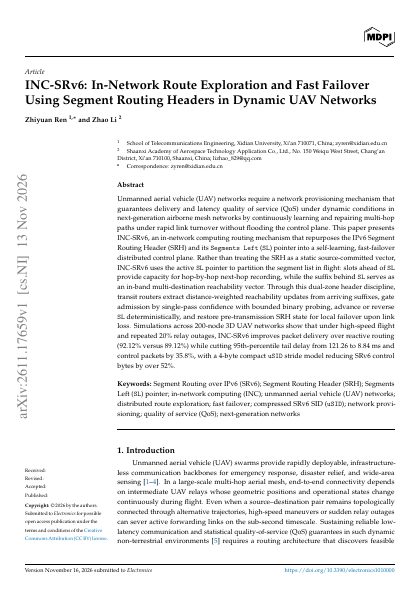 MDPI
Article
INC-SRv6: In-Network Route Exploration and Fast Failover
Using Segment Routing Headers in Dynamic UAV Networks
Zhiyuan Ren 1,* and Zhao Li 2
1 School of Telecommunications Engineering, Xidian University, Xi'an 710071, China; zyren@xidian.edu.cn
2 Shaanxi Academy of Aerospace Technology Application Co., Ltd., No. 150 Weiqu West Street, Chang'an
District, Xi'an 710100, Shaanxi, China, lizhao_829@qq.com
* Correspondence: zyren@xidian.edu.cn
Abstract
Unmanned aerial vehicle (UAV) networks require a network provisioning mechanism that
guarantees delivery and latency quality of service (QoS) under dynamic conditions in
next-generation airborne mesh networks by continuously learning and repairing multi-hop
paths under rapid link turnover without flooding the control plane. This paper presents
INC-SRv6, an in-network computing routing mechanism that repurposes the IPv6 Segment
Routing Header (SRH) and its Segments Left (SL) pointer into a self-learning, fast-failover
distributed control plane. Rather than treating the SRH as a static source-committed vector,
INC-SRv6 uses the active SL pointer to partition the segment list in flight: slots ahead of SL
provide capacity for hop-by-hop next-hop recording, while the suffix behind SL serves as
an in-band multi-destination reachability vector. Through this dual-zone header discipline,
transit routers extract distance-weighted reachability updates from arriving suffixes, gate
admission by single-pass confidence with bounded binary probing, advance or reverse
SL deterministically, and restore pre-transmission SRH state for local failover upon link
loss. Simulations across 200-node 3D UAV networks show that under high-speed flight
and repeated 20% relay outages, INC-SRv6 improves packet delivery over reactive routing
(92.12% versus 89.12%) while cutting 95th-percentile tail delay from 121.26 to 8.84 ms and
control packets by 35.8%, with a 4-byte compact uSID stride model reducing SRv6 control
bytes by over 52%.
Keywords: Segment Routing over IPv6 (SRv6); Segment Routing Header (SRH); Segments
Left (SL) pointer; in-network computing (INC); unmanned aerial vehicle (UAV) networks;
distributed route exploration; fast failover; compressed SRv6 SID (uSID); network provi-
sioning; quality of service (QoS); next-generation networks
1. Introduction
Unmanned aerial vehicle (UAV) swarms provide rapidly deployable, infrastructure-
less communication backbones for emergency response, disaster relief, and wide-area
sensing [1–4]. In a large-scale multi-hop aerial mesh, end-to-end connectivity depends
on intermediate UAV relays whose geometric positions and operational states change
continuously during flight. Even when a source–destination pair remains topologically
connected through alternative trajectories, high-speed maneuvers or sudden relay outages
can sever active forwarding links on the sub-second timescale. Sustaining reliable low-
latency communication and statistical quality-of-service (QoS) guarantees in such dynamic
non-terrestrial environments [5] requires a routing architecture that discovers feasible
Received:
Revised:
Accepted:
Published:
Copyright: © 2026 by the authors.
Submitted to Electronics for possible
open access publication under the
terms and conditions of the Creative
Commons Attribution (CC BY) license.
arXiv:2611.17659v1 [cs.NI] 13 Nov 2026
Version November 16, 2026 submitted to Electronics
https://doi.org/10.3390/electronics1010000